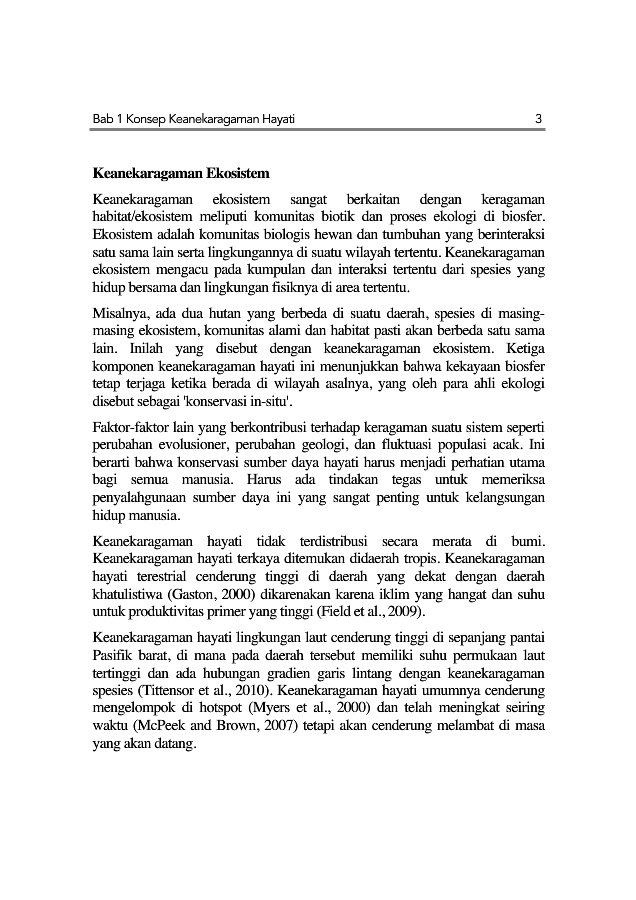 Bab 1 Konsep Keanekaragaman Hayati 3
Keanekaragaman Ekosistem
Keanekaragaman ekosistem sangat berkaitan dengan keragaman
habitat/ekosistem meliputi komunitas biotik dan proses ekologi di biosfer.
Ekosistem adalah komunitas biologis hewan dan tumbuhan yang berinteraksi
satu sama lain serta lingkungannya di suatu wilayah tertentu. Keanekaragaman
ekosistem mengacu pada kumpulan dan interaksi tertentu dari spesies yang
hidup bersama dan lingkungan fisiknya di area tertentu.
Misalnya, ada dua hutan yang berbeda di suatu daerah, spesies di masing-
masing ekosistem, komunitas alami dan habitat pasti akan berbeda satu sama
lain. Inilah yang disebut dengan keanekaragaman ekosistem. Ketiga
komponen keanekaragaman hayati ini menunjukkan bahwa kekayaan biosfer
tetap terjaga ketika berada di wilayah asalnya, yang oleh para ahli ekologi
disebut sebagai 'konservasi in-situ'.
Faktor-faktor lain yang berkontribusi terhadap keragaman suatu sistem seperti
perubahan evolusioner, perubahan geologi, dan fluktuasi populasi acak. Ini
berarti bahwa konservasi sumber daya hayati harus menjadi perhatian utama
bagi semua manusia. Harus ada tindakan tegas untuk memeriksa
penyalahgunaan sumber daya ini yang sangat penting untuk kelangsungan
hidup manusia.
Keanekaragaman hayati tidak terdistribusi secara merata di bumi.
Keanekaragaman hayati terkaya ditemukan didaerah tropis. Keanekaragaman
hayati terestrial cenderung tinggi di daerah yang dekat dengan daerah
khatulistiwa (Gaston, 2000) dikarenakan karena iklim yang hangat dan suhu
untuk produktivitas primer yang tinggi (Field et al., 2009).
Keanekaragaman hayati lingkungan laut cenderung tinggi di sepanjang pantai
Pasifik barat, di mana pada daerah tersebut memiliki suhu permukaan laut
tertinggi dan ada hubungan gradien garis lintang dengan keanekaragaman
spesies (Tittensor et al., 2010). Keanekaragaman hayati umumnya cenderung
mengelompok di hotspot (Myers et al., 2000) dan telah meningkat seiring
waktu (McPeek and Brown, 2007) tetapi akan cenderung melambat di masa
yang akan datang.